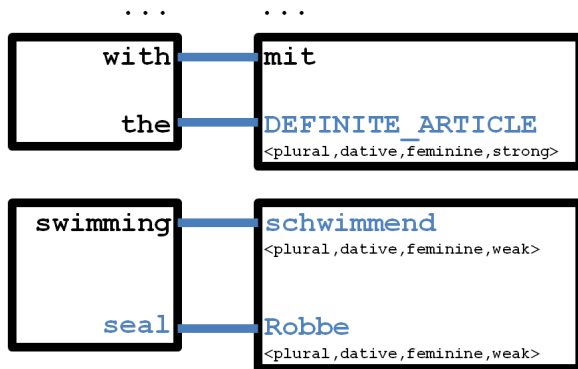 ... ...
with mit
the DEFINITE_ARTICLE
<plural,dative,feminine,strong>
swimming schwimmend
<plural,dative,feminine,weak>
seal Robbe
<plural,dative,feminine,weak>